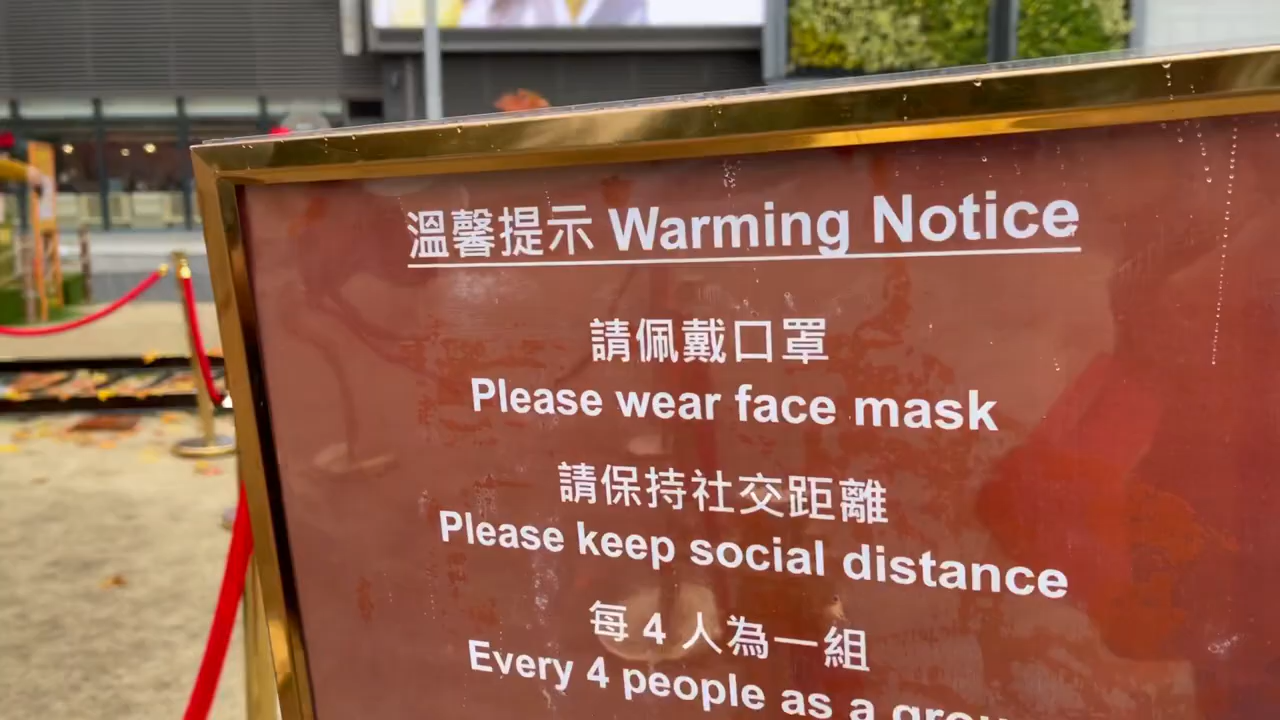 溫馨提示 Warming Notice
請佩戴口罩
Please wear face mask
請保持社交距離
Please keep social distance
每 4 人為一組
Every 4 people as a